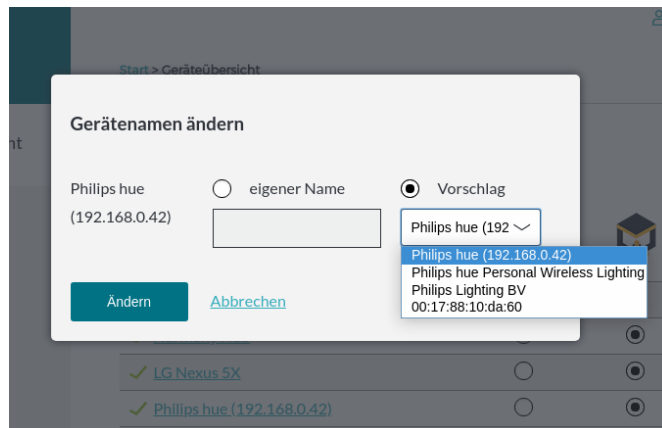 Start > Geräteübersicht
Gerätenamen ändern
Philips hue
(192.168.0.42)
eigener Name
Vorschlag
Philips hue (192
Philips hue (192.168.0.42)
Philips hue Personal Wireless Lighting
Philips Lighting BV
00:17:88:10:da:60
Ändern
Abbrechen
LG Nexus 5X
Philips hue (192.168.0.42)